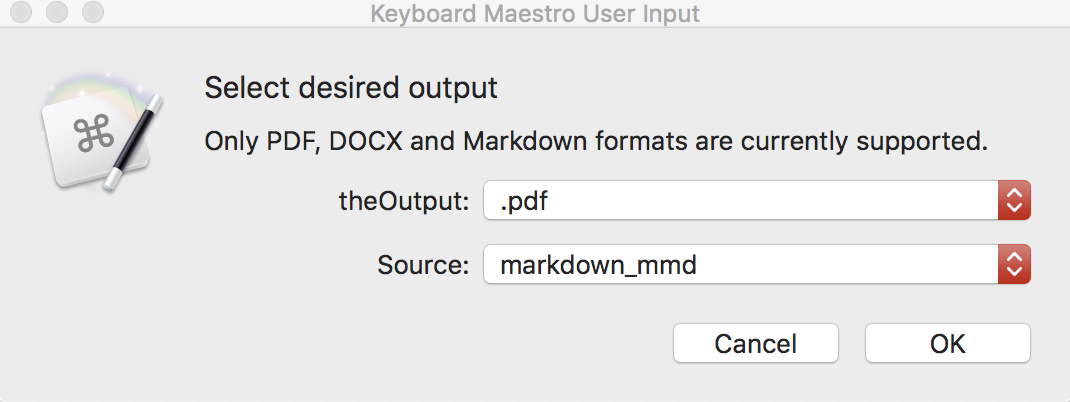 Keyboard Maestro User Input
Select desired output
Only PDF, DOCX and Markdown formats are currently supported.
theOutput: .pdf
Source: markdown_mmd
Cancel OK